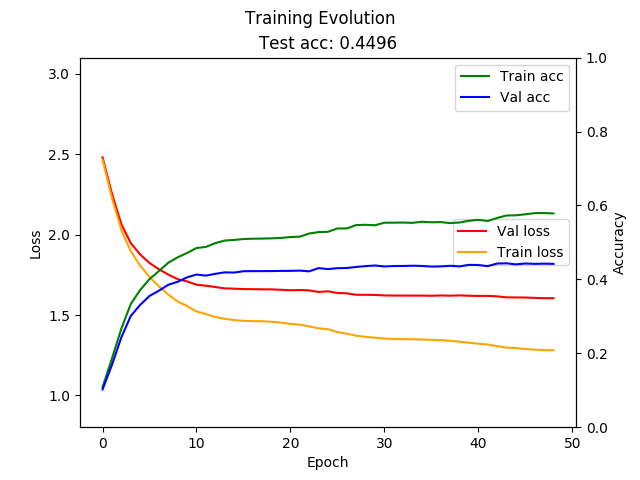 Training Evolution
Test acc: 0.4496
Train acc
Val acc
Val loss
Train loss
3.0
2.5
2.0
1.5
1.0
Loss
1.0
0.8
0.6
0.4
0.2
0.0
Accuracy
0 10 20 30 40 50
Epoch